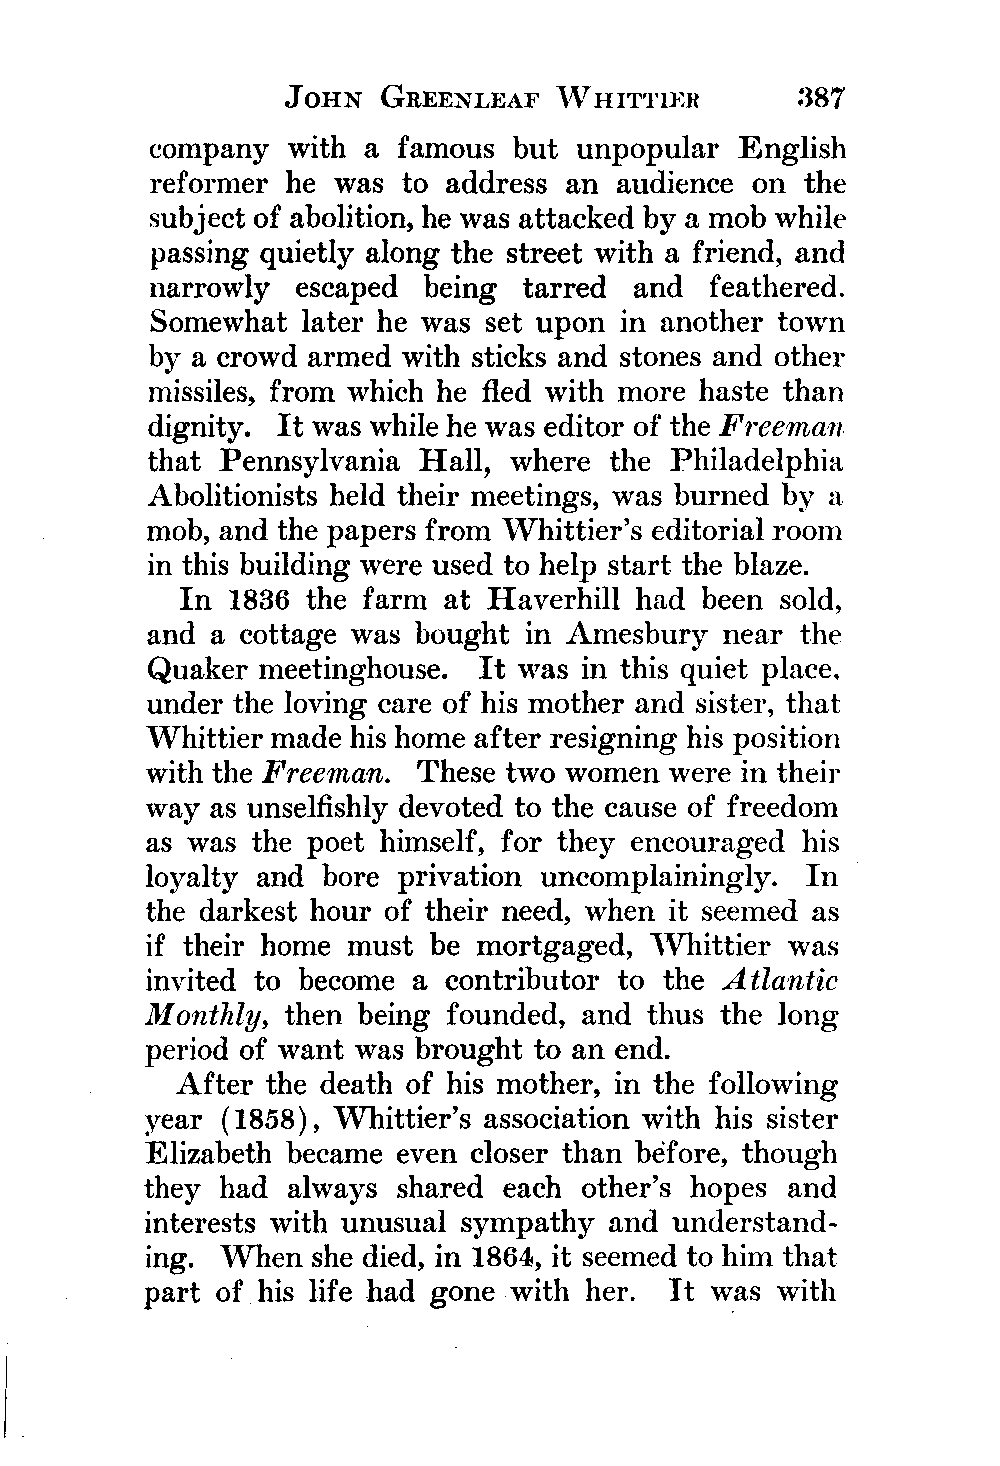 JOHN GREENLEAF WHITTIER 387
company with a famous but unpopular English
reformer he was to address an audience on the
subject of abolition, he was attacked by a mob while
passing quietly along the street with a friend, and
narrowly escaped being tarred and feathered.
Somewhat later he was set upon in another town
by a crowd armed with sticks and stones and other
missiles, from which he fled with more haste than
dignity. It was while he was editor of the Freeman
that Pennsylvania Hall, where the Philadelphia
Abolitionists held their meetings, was burned by a
mob, and the papers from Whittier's editorial room
in this building were used to help start the blaze.
In 1836 the farm at Haverhill had been sold,
and a cottage was bought in Amesbury near the
Quaker meetinghouse. It was in this quiet place,
under the loving care of his mother and sister, that
Whittier made his home after resigning his position
with the Freeman. These two women were in their
way as unselfishly devoted to the cause of freedom
as was the poet himself, for they encouraged his
loyalty and bore privation uncomplainingly. In
the darkest hour of their need, when it seemed as
if their home must be mortgaged, Whittier was
invited to become a contributor to the Atlantic
Monthly, then being founded, and thus the long
period of want was brought to an end.
After the death of his mother, in the following
year (1858), Whittier's association with his sister
Elizabeth became even closer than before, though
they had always shared each other's hopes and
interests with unusual sympathy and understand-
ing. When she died, in 1864, it seemed to him that
part of his life had gone with her. It was with